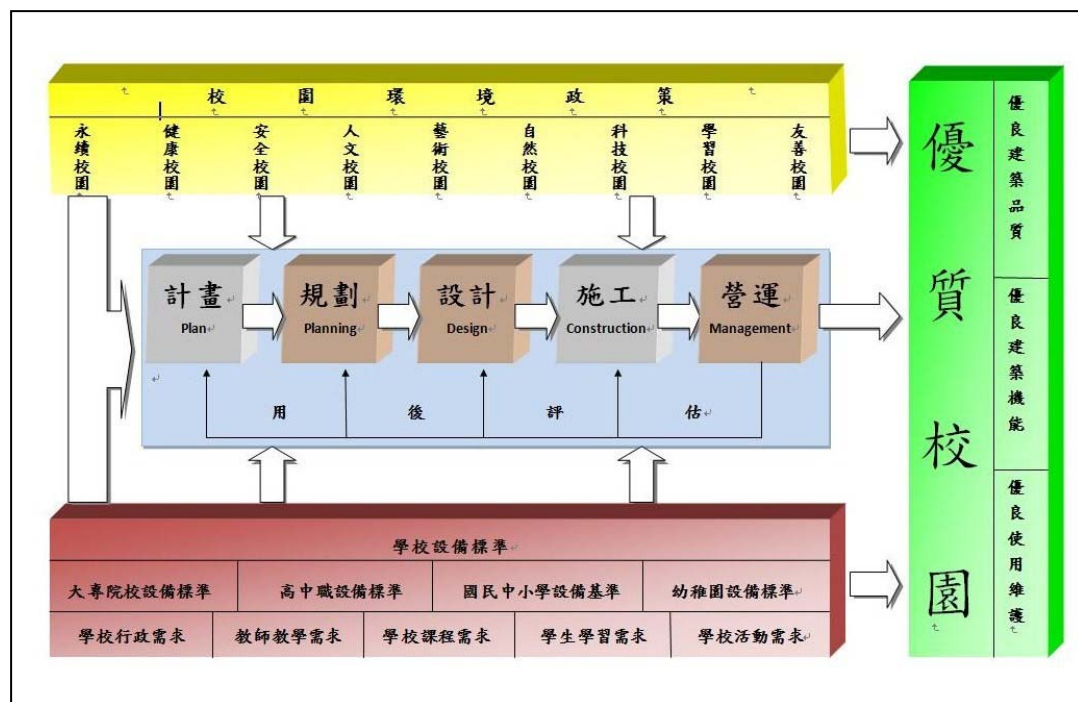 校園環境政策
永續校園
健康校園
安全校園
人文校園
藝術校園
自然校園
科技校園
學習校園
友善校園
計畫
Plan
規劃
Planning
設計
Design
施工
Construction
營運
Management
用後評估
學校設備標準
大專院校設備標準
高中職設備標準
國民中小學設備基準
幼稚園設備標準
學校行政需求
教師教學需求
學校課程需求
學生學習需求
學校活動需求
優質校園
優良建築品質
優良建築機能
優良使用維護